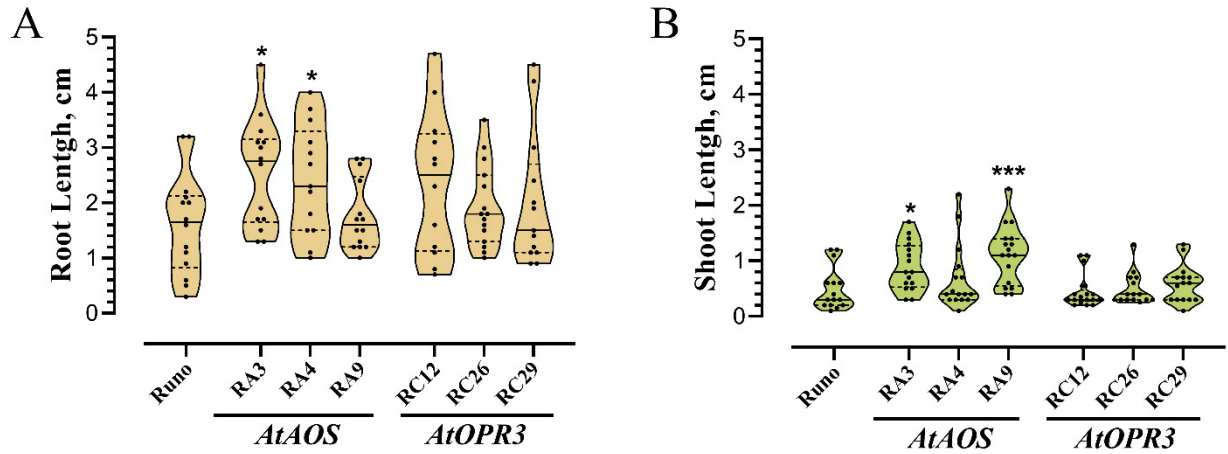 A
Root Lentgh, cm
5
4
3
2
1
0
*
*
Runo
RA3
RA4
RA9
RC12
RC26
RC29
AtAOS
AtOPR3
B
Shoot Lentgh, cm
5
4
3
2
1
0
*
***
Runo
RA3
RA4
RA9
RC12
RC26
RC29
AtAOS
AtOPR3